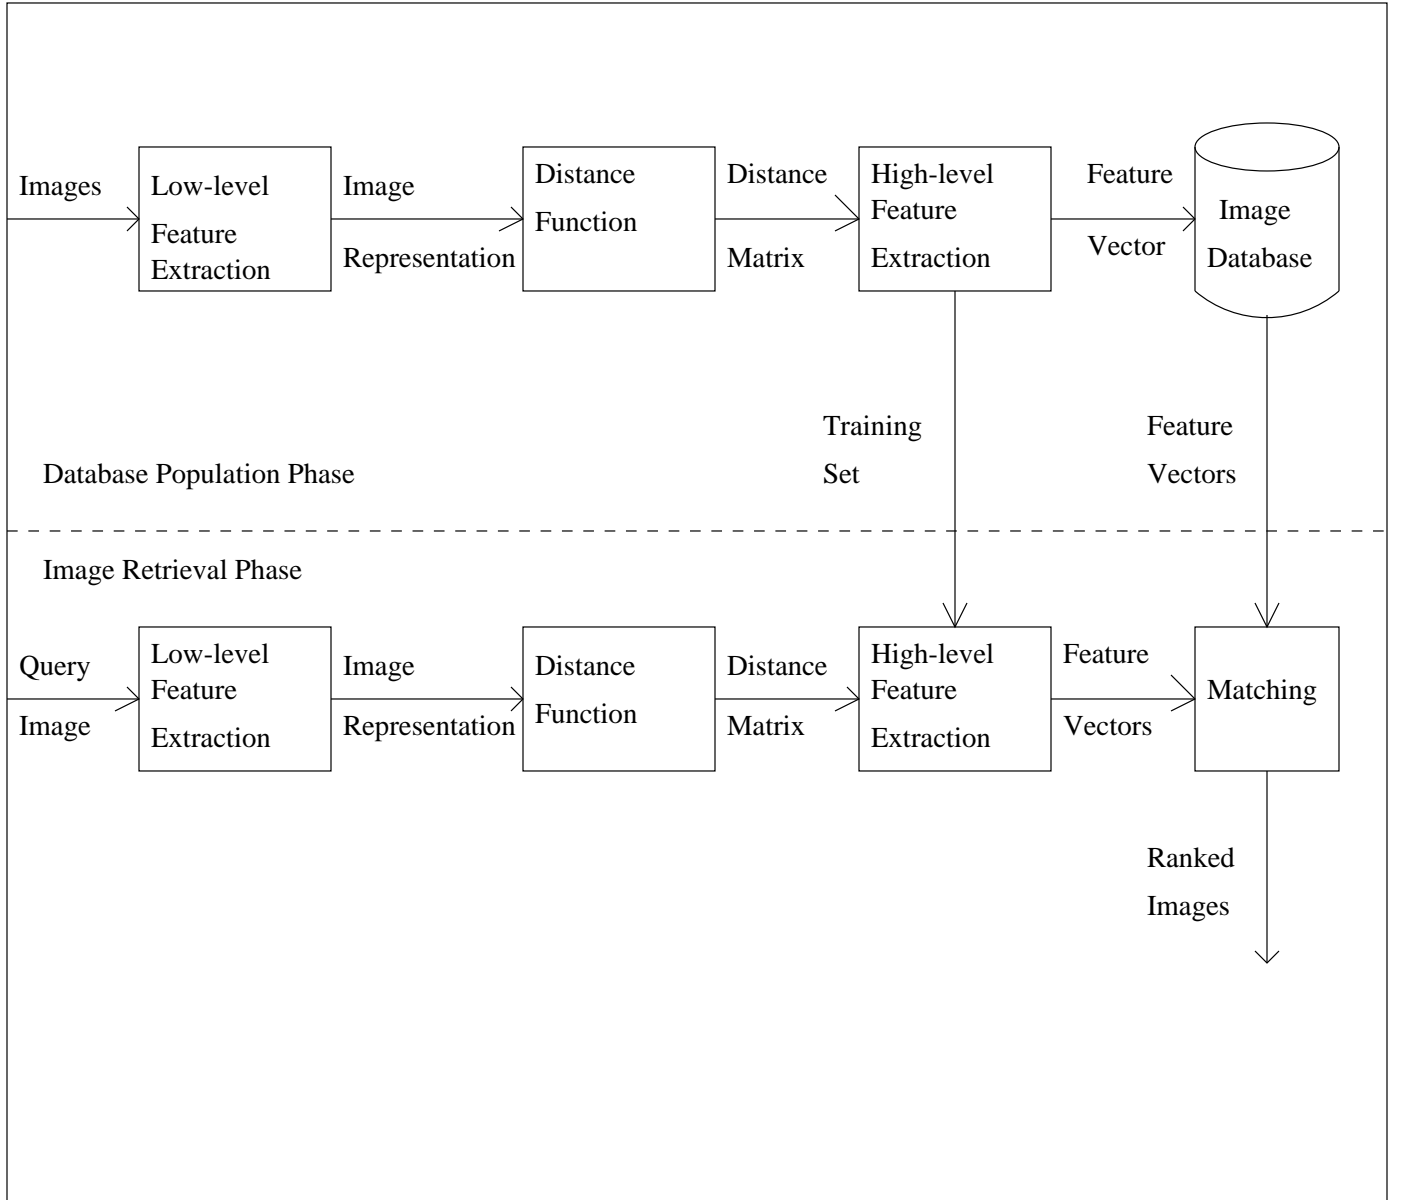 Images
Low-level
Feature
Extraction
Image
Representation
Distance
Function
Distance
Matrix
High-level
Feature
Extraction
Feature
Vector
Image
Database
Training
Set
Feature
Vectors
Database Population Phase
Image Retrieval Phase
Query
Image
Low-level
Feature
Extraction
Image
Representation
Distance
Function
Distance
Matrix
High-level
Feature
Extraction
Feature
Vectors
Matching
Ranked
Images